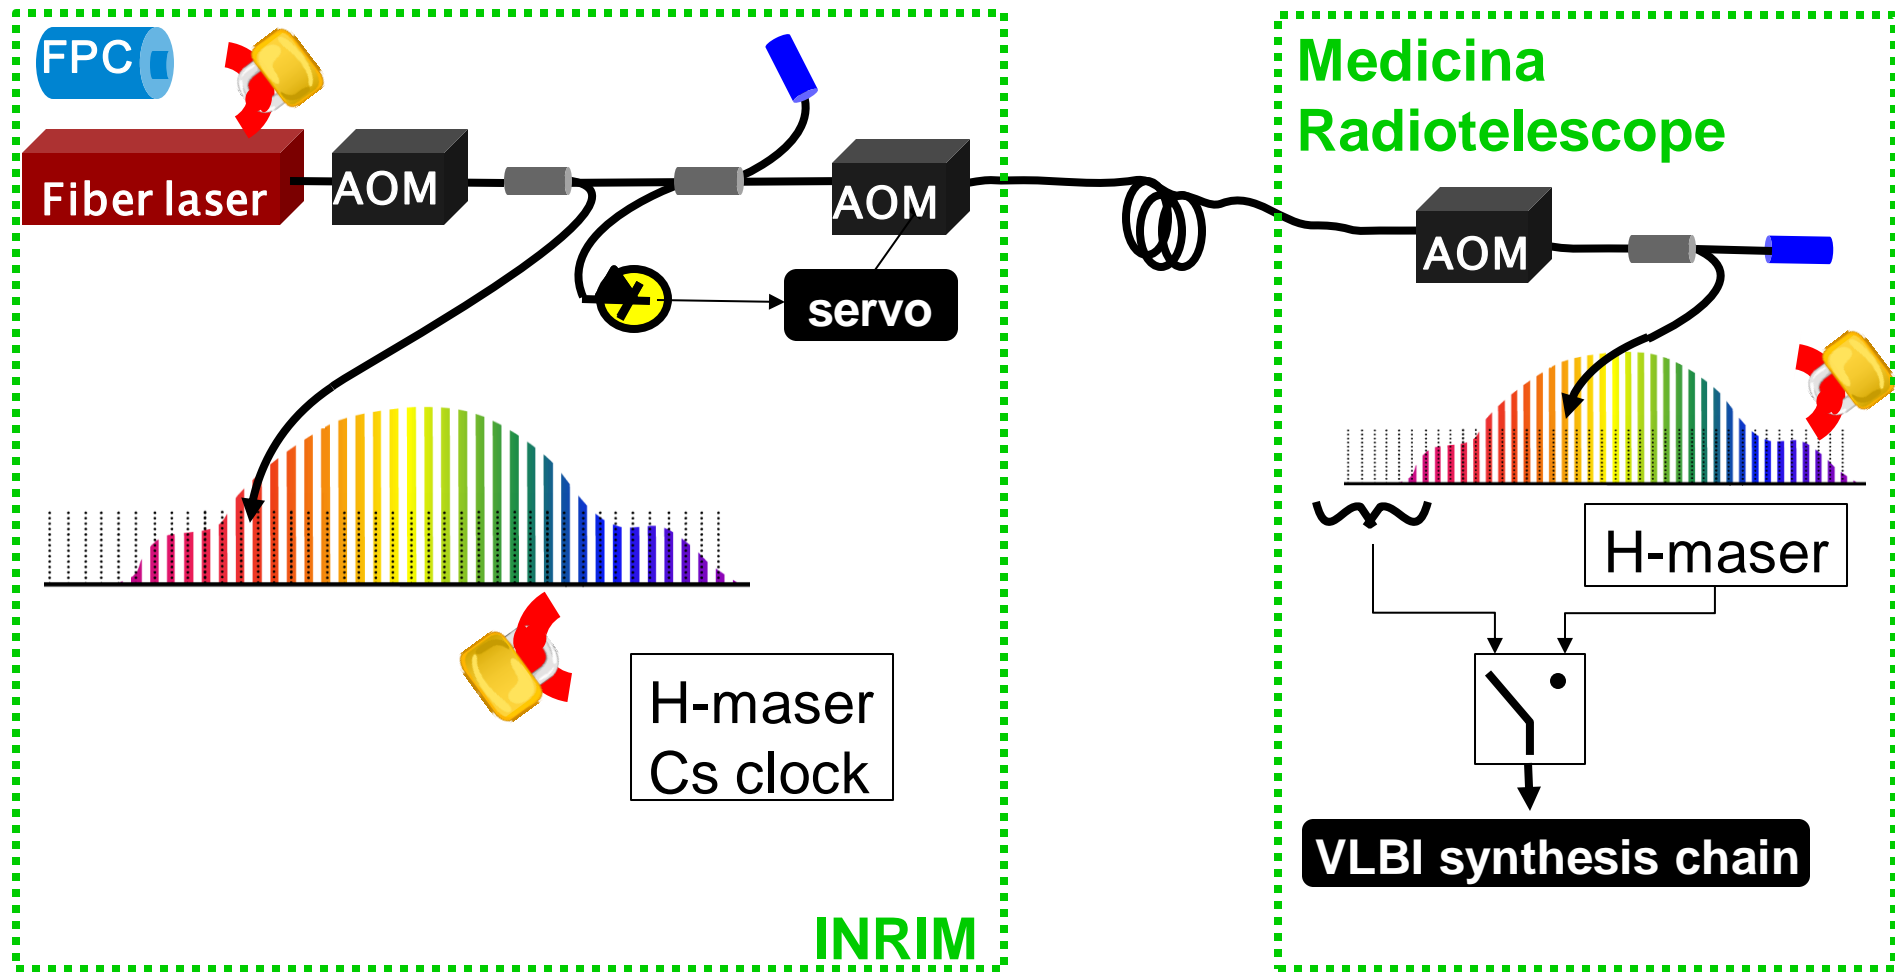 FPC
Fiber laser
AOM
AOM
servo
H-maser
Cs clock
INRIM
Medicina
Radiotelescope
AOM
H-maser
VLBI synthesis chain